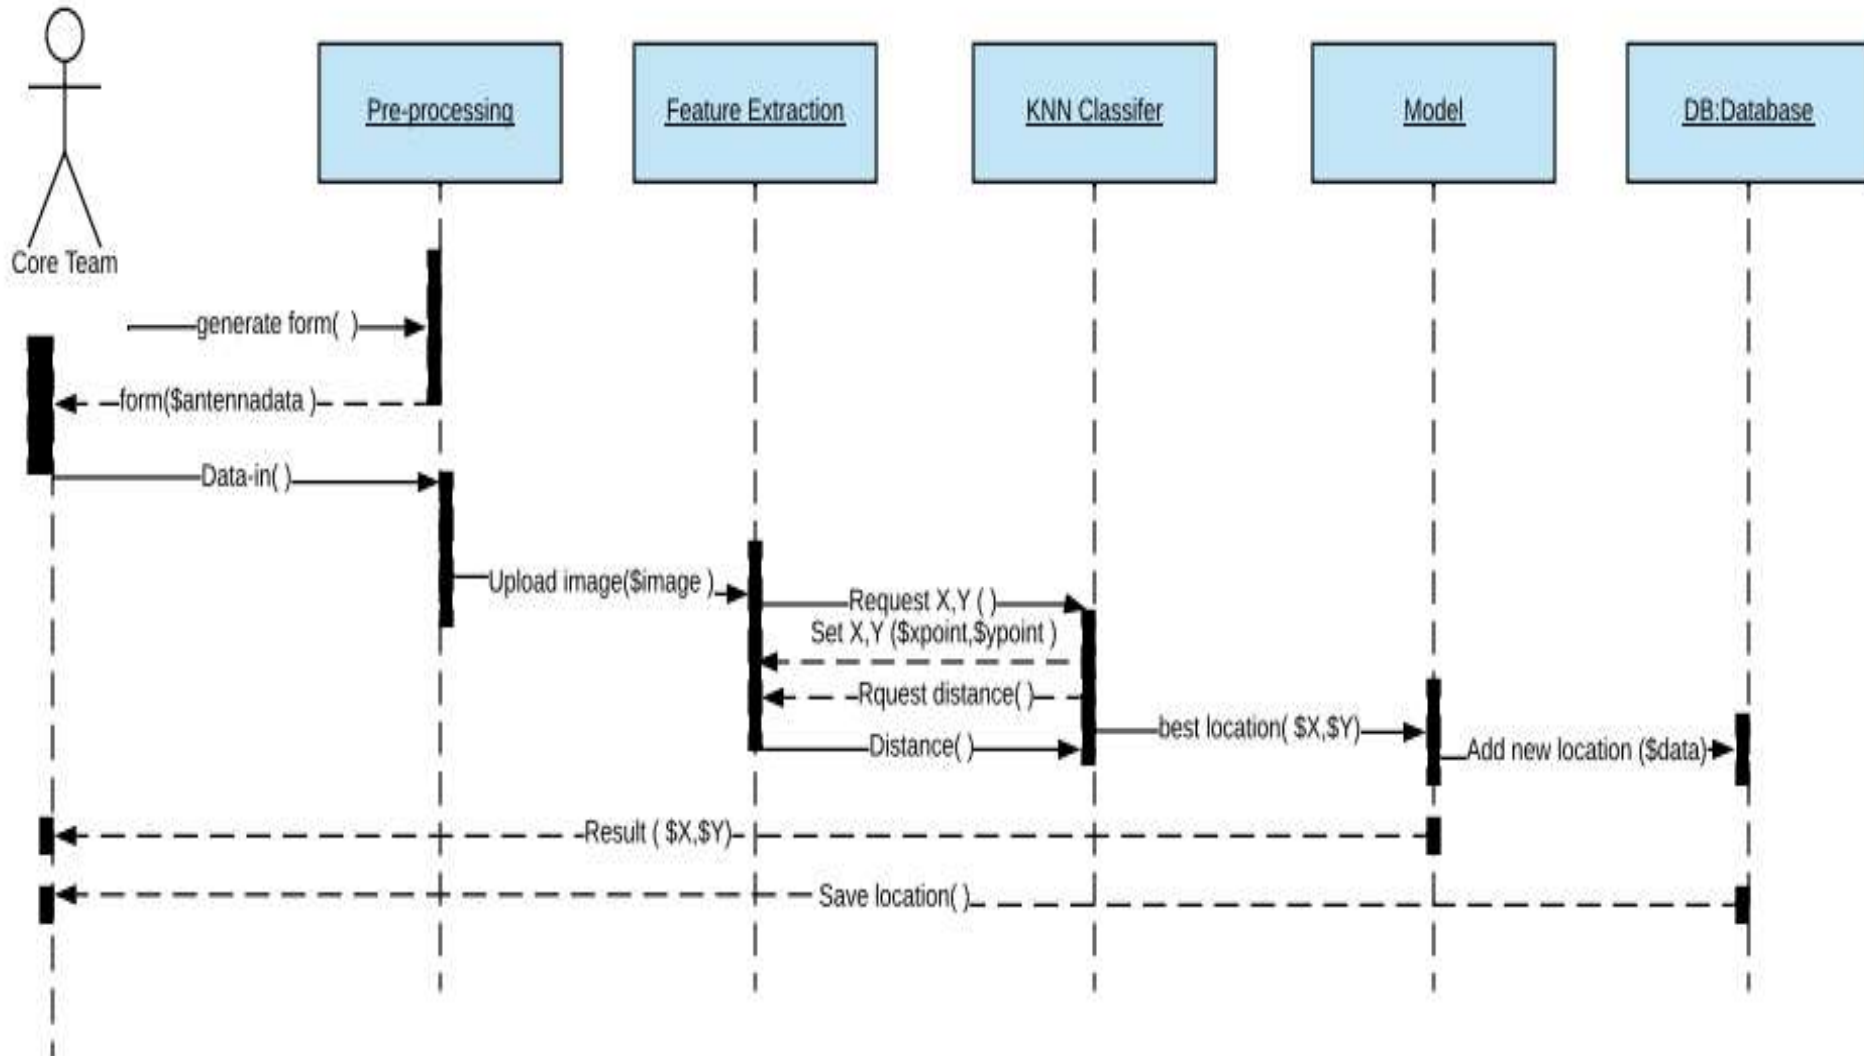 Pre-processing
Feature Extraction
KNN Classifer
Model
DB:Database
Core Team
generate form(  )
form($antennadata )
Data-in( )
Upload image($image )
Request X,Y ( )
Set X,Y ($xpoint,$ypoint )
Rquest distance( )
Distance( )
best location( $X,$Y)
Add new location ($data)
Result ( $X,$Y)
Save location( )